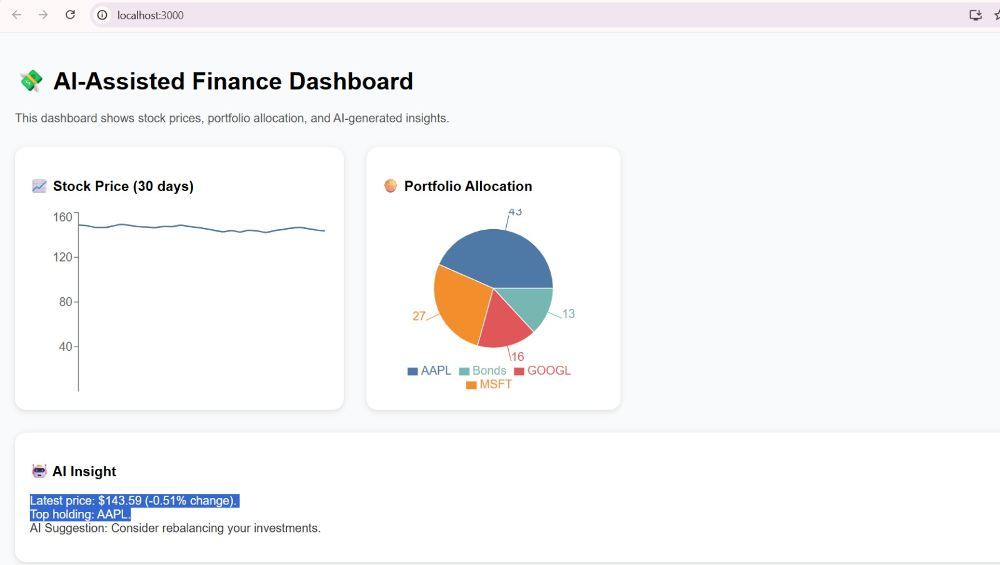 localhost:3000
AI-Assisted Finance Dashboard
This dashboard shows stock prices, portfolio allocation, and AI-generated insights.
Stock Price (30 days)
160
120
80
40
Portfolio Allocation
43
27
13
16
AAPL Bonds GOOGL
MSFT
AI Insight
Latest price: $143.59 (-0.51% change).
Top holding: AAPL.
AI Suggestion: Consider rebalancing your investments.